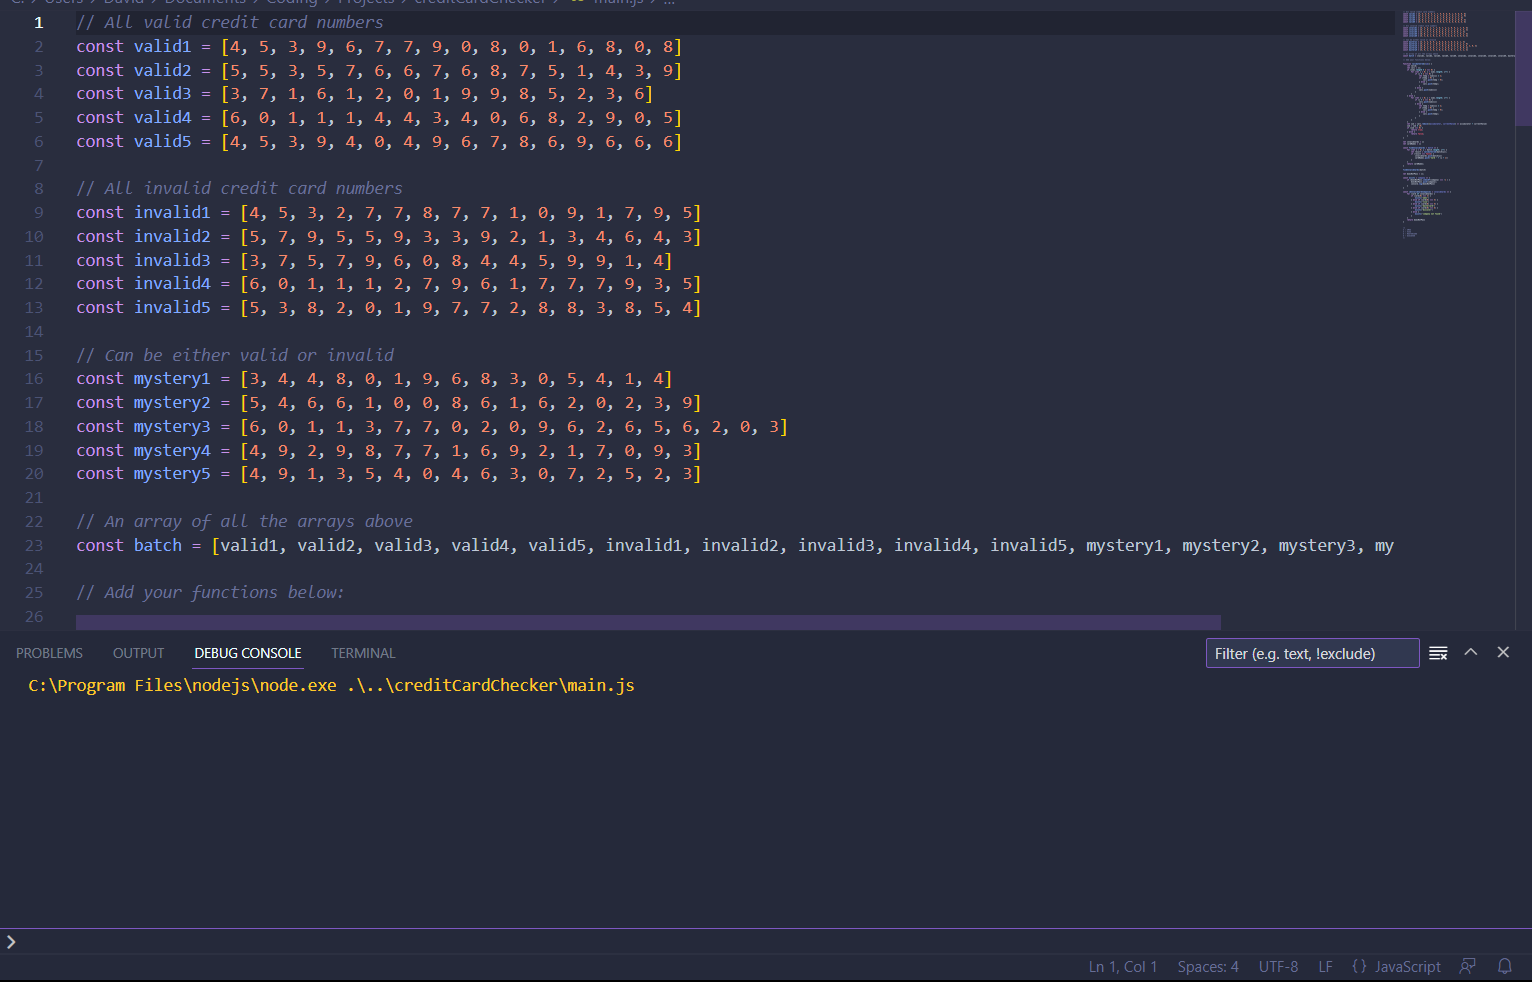 C: > Users > David > Documents > Coding > Projects > creditCardChecker > main.js > ...
1 // All valid credit card numbers
2 const valid1 = [4, 5, 3, 9, 6, 7, 7, 9, 0, 8, 0, 1, 6, 8, 0, 8]
3 const valid2 = [5, 5, 3, 5, 7, 6, 6, 7, 6, 8, 7, 5, 1, 4, 3, 9]
4 const valid3 = [3, 7, 1, 6, 1, 2, 0, 1, 9, 9, 8, 5, 2, 3, 6]
5 const valid4 = [6, 0, 1, 1, 1, 4, 4, 3, 4, 0, 6, 8, 2, 9, 0, 5]
6 const valid5 = [4, 5, 3, 9, 4, 0, 4, 9, 6, 7, 8, 6, 9, 6, 6, 6]
7
8 // All invalid credit card numbers
9 const invalid1 = [4, 5, 3, 2, 7, 7, 8, 7, 7, 1, 0, 9, 1, 7, 9, 5]
10 const invalid2 = [5, 7, 9, 5, 5, 9, 3, 3, 9, 2, 1, 3, 4, 6, 4, 3]
11 const invalid3 = [3, 7, 5, 7, 9, 6, 0, 8, 4, 4, 5, 9, 9, 1, 4]
12 const invalid4 = [6, 0, 1, 1, 1, 2, 7, 9, 6, 1, 7, 7, 7, 9, 3, 5]
13 const invalid5 = [5, 3, 8, 2, 0, 1, 9, 7, 7, 2, 8, 8, 3, 8, 5, 4]
14
15 // Can be either valid or invalid
16 const mystery1 = [3, 4, 4, 8, 0, 1, 9, 6, 8, 3, 0, 5, 4, 1, 4]
17 const mystery2 = [5, 4, 6, 6, 1, 0, 0, 8, 6, 1, 6, 2, 0, 2, 3, 9]
18 const mystery3 = [6, 0, 1, 1, 3, 7, 7, 0, 2, 0, 9, 6, 2, 6, 5, 6, 2, 0, 3]
19 const mystery4 = [4, 9, 2, 9, 8, 7, 7, 1, 6, 9, 2, 1, 7, 0, 9, 3]
20 const mystery5 = [4, 9, 1, 3, 5, 4, 0, 4, 6, 3, 0, 7, 2, 5, 2, 3]
21
22 // An array of all the arrays above
23 const batch = [valid1, valid2, valid3, valid4, valid5, invalid1, invalid2, invalid3, invalid4, invalid5, mystery1, mystery2, mystery3, my
24
25 // Add your functions below:
26
PROBLEMS OUTPUT DEBUG CONSOLE TERMINAL Filter (e.g. text, !exclude)
C:\Program Files\nodejs\node.exe .\..\creditCardChecker\main.js
Ln 1, Col 1 Spaces: 4 UTF-8 LF {} JavaScript